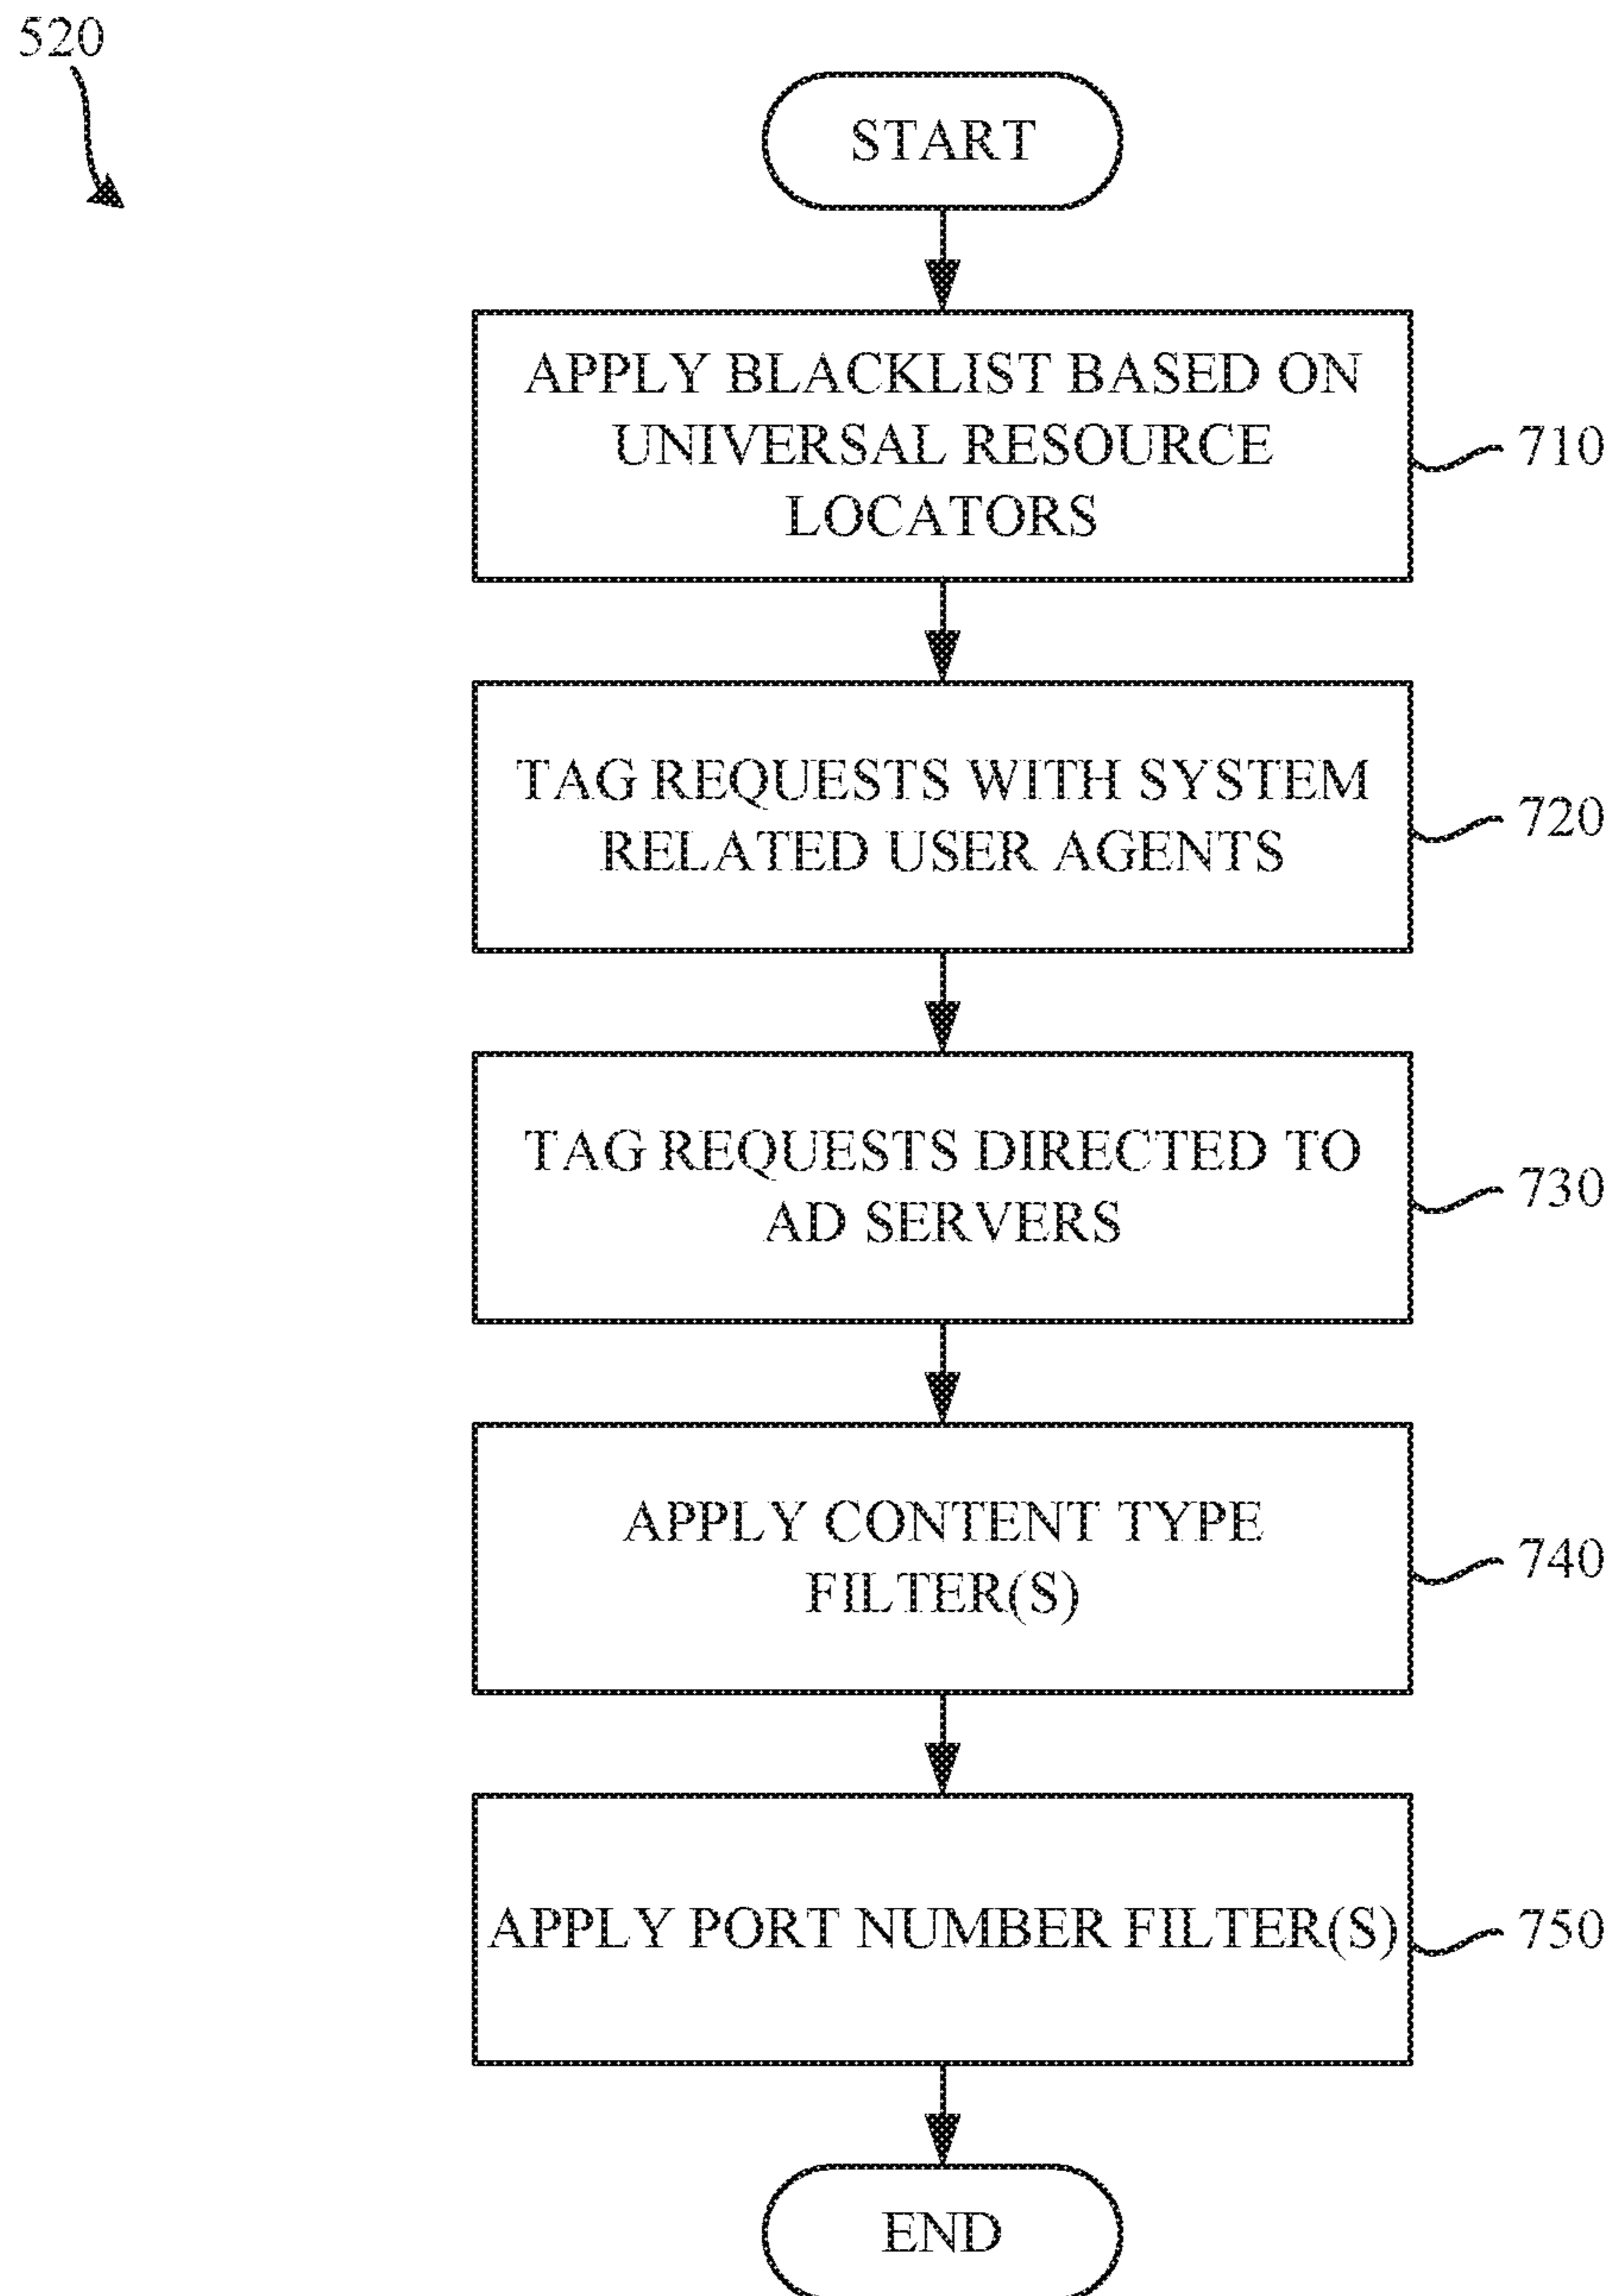 520
START
APPLY BLACKLIST BASED ON
UNIVERSAL RESOURCE
LOCATORS
710
TAG REQUESTS WITH SYSTEM
RELATED USER AGENTS
720
TAG REQUESTS DIRECTED TO
AD SERVERS
730
APPLY CONTENT TYPE
FILTER(S)
740
APPLY PORT NUMBER FILTER(S)
750
END